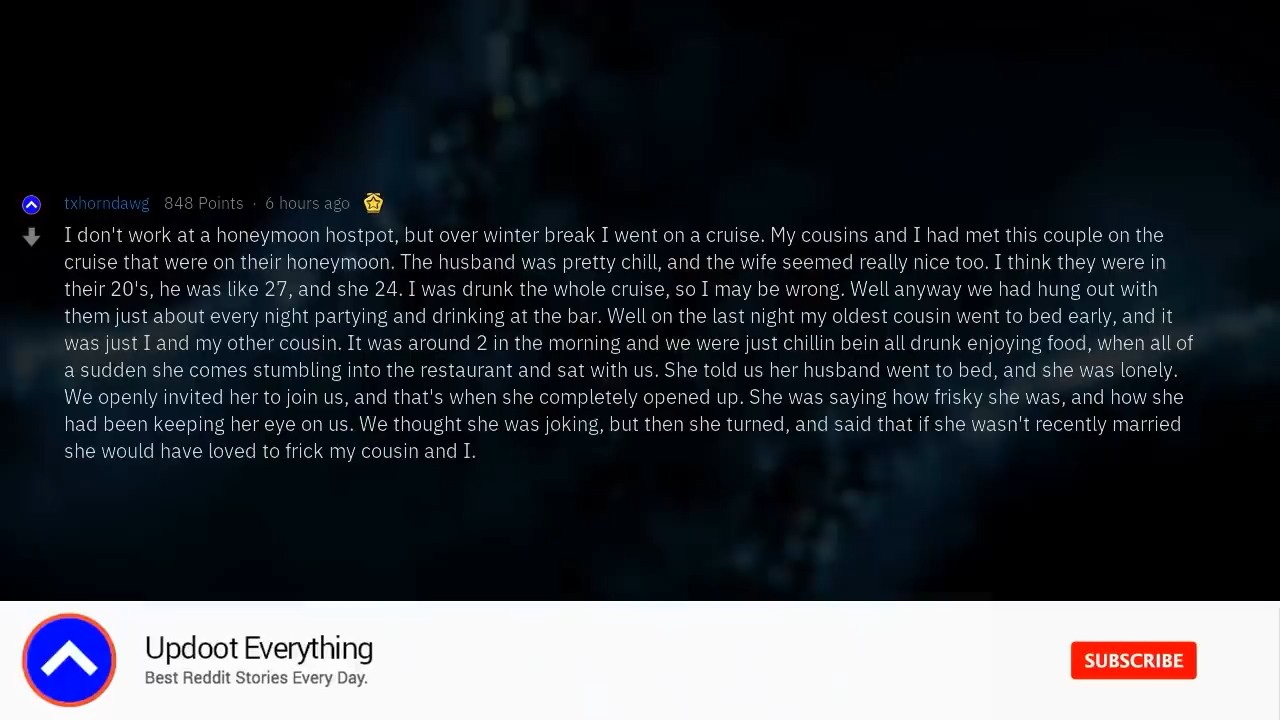 txhorndawg 848 Points · 6 hours ago
I don't work at a honeymoon hostpot, but over winter break I went on a cruise. My cousins and I had met this couple on the
cruise that were on their honeymoon. The husband was pretty chill, and the wife seemed really nice too. I think they were in
their 20's, he was like 27, and she 24. I was drunk the whole cruise, so I may be wrong. Well anyway we had hung out with
them just about every night partying and drinking at the bar. Well on the last night my oldest cousin went to bed early, and it
was just I and my other cousin. It was around 2 in the morning and we were just chillin bein all drunk enjoying food, when all of
a sudden she comes stumbling into the restaurant and sat with us. She told us her husband went to bed, and she was lonely.
We openly invited her to join us, and that's when she completely opened up. She was saying how frisky she was, and how she
had been keeping her eye on us. We thought she was joking, but then she turned, and said that if she wasn't recently married
she would have loved to frick my cousin and I.
Updoot Everything
Best Reddit Stories Every Day.
SUBSCRIBE